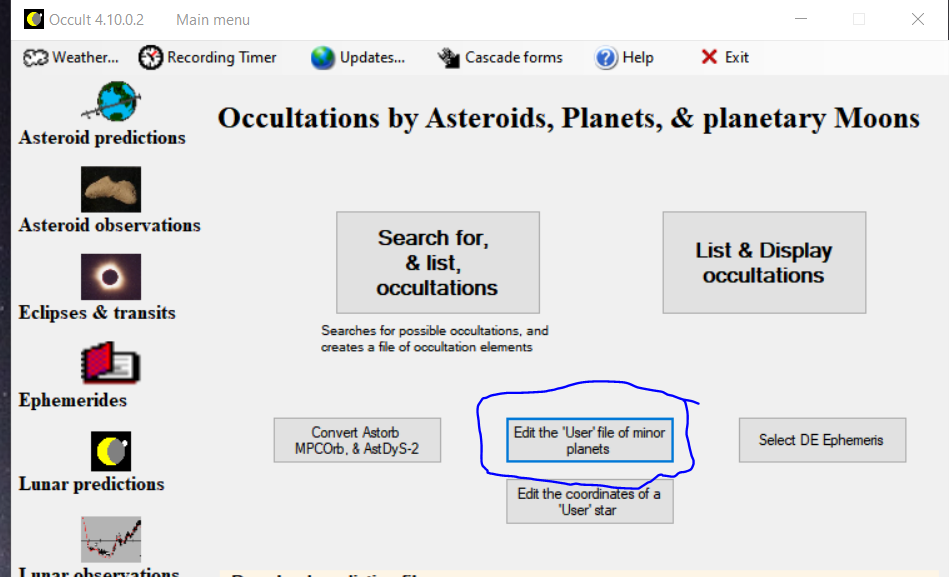 Occult 4.10.0.2 Main menu
Weather... Recording Timer Updates... Cascade forms Help Exit
Asteroid predictions
Asteroid observations
Eclipses & transits
Ephemerides
Lunar predictions
Lunar observations
Occultations by Asteroids, Planets, & planetary Moons
Search for,
& list,
occultations
List & Display
occultations
Searches for possible occultations, and
creates a file of occultation elements
Convert Astorb
MPCOrb, & AstDyS-2
Edit the 'User' file of minor
planets
Select DE Ephemeris
Edit the coordinates of a
'User' star